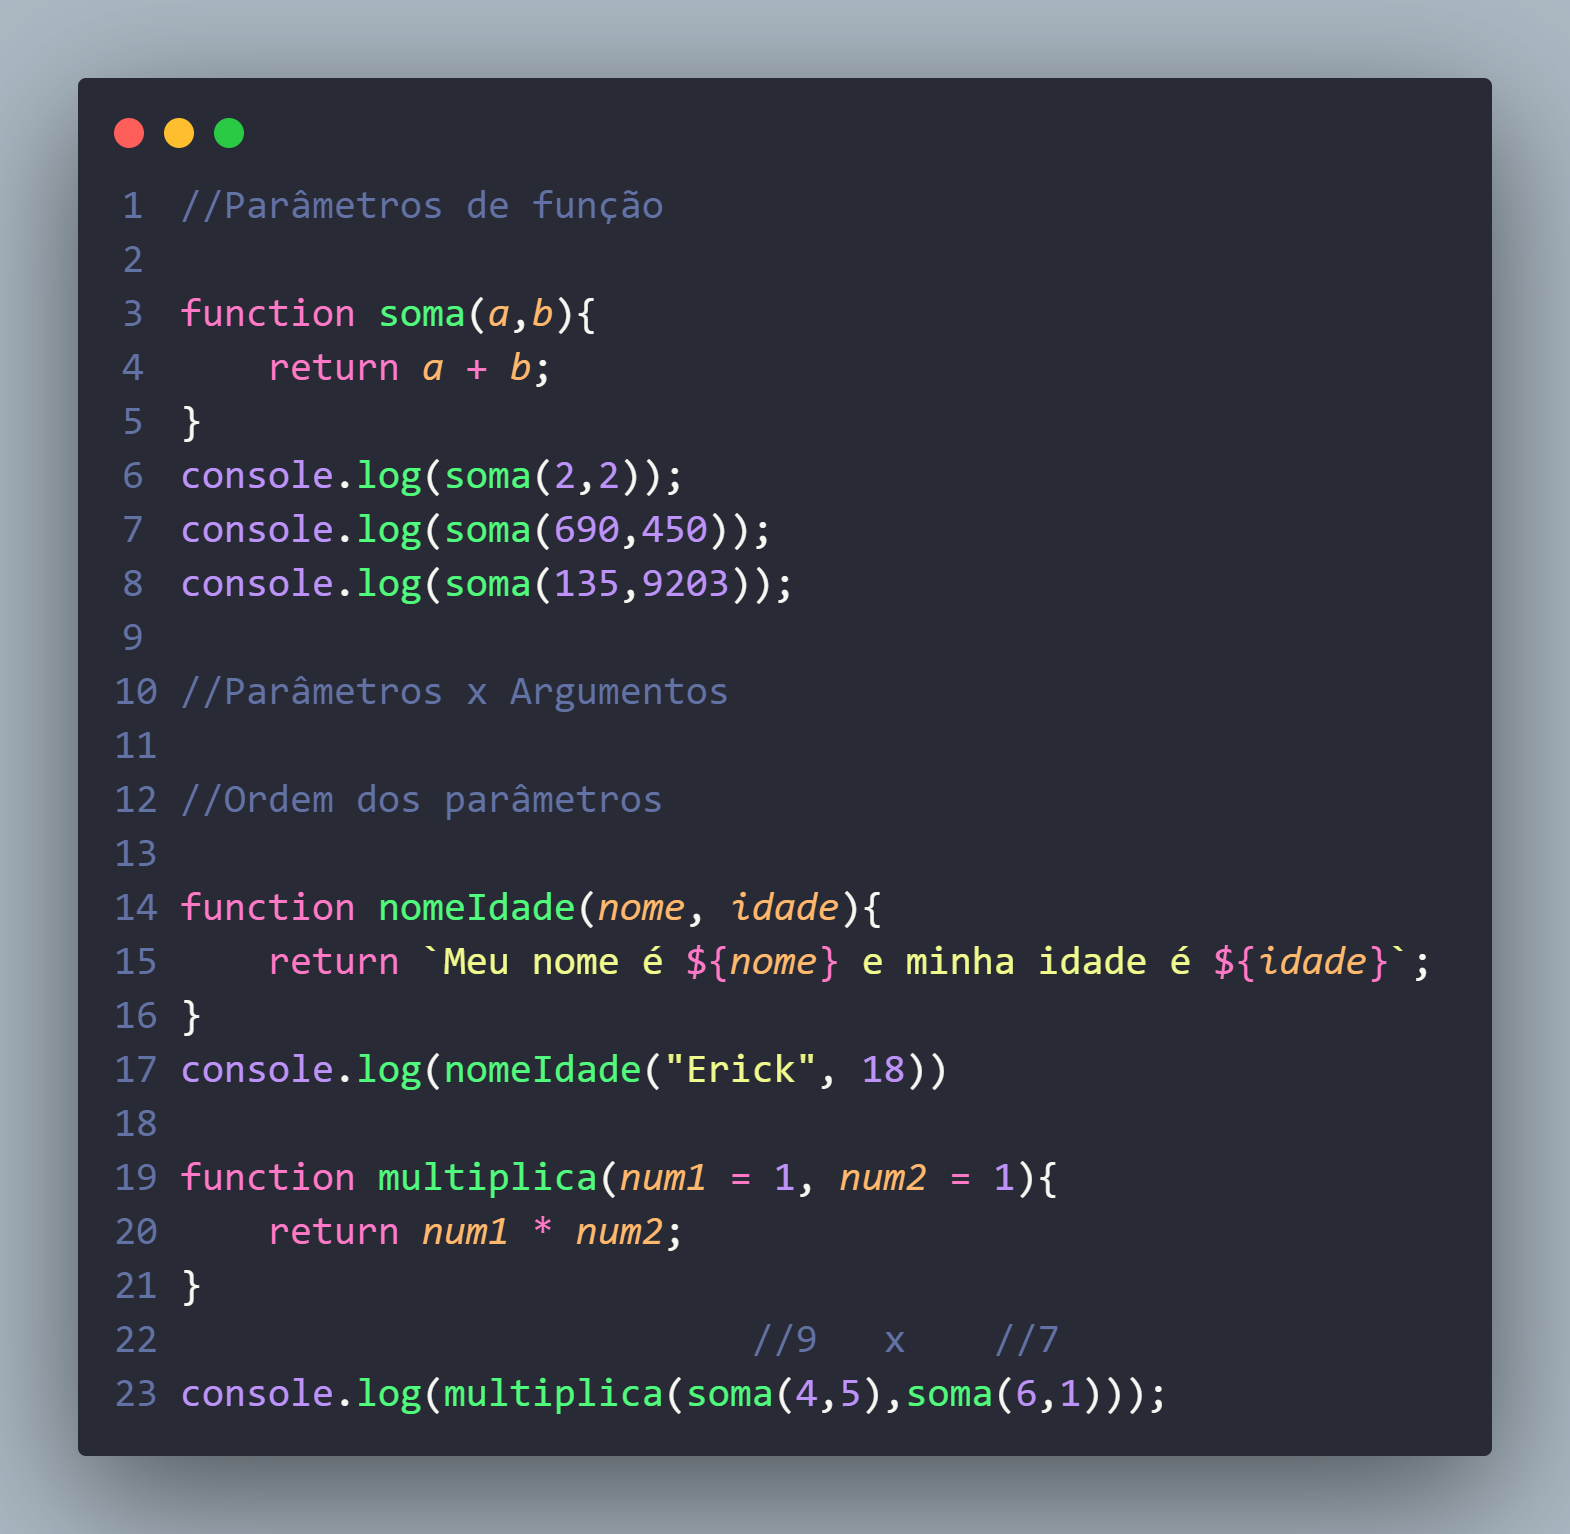 1 //Parâmetros de função
2
3 function soma(a,b){
4     return a + b;
5 }
6 console.log(soma(2,2));
7 console.log(soma(690,450));
8 console.log(soma(135,9203));
9
10 //Parâmetros x Argumentos
11
12 //Ordem dos parâmetros
13
14 function nomeIdade(nome, idade){
15     return `Meu nome é ${nome} e minha idade é ${idade}`;
16 }
17 console.log(nomeIdade("Erick", 18))
18
19 function multiplica(num1 = 1, num2 = 1){
20     return num1 * num2;
21 }
22                           //9   x    //7
23 console.log(multiplica(soma(4,5),soma(6,1)));